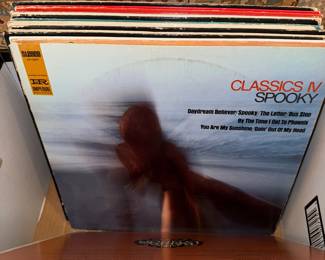 CLASSICS IV
SPOOKY
Daydream Believer; Spooky; The Letter; Bus Stop
By The Time I Get To Phoenix
You Are My Sunshine; Goin' Out Of My Head